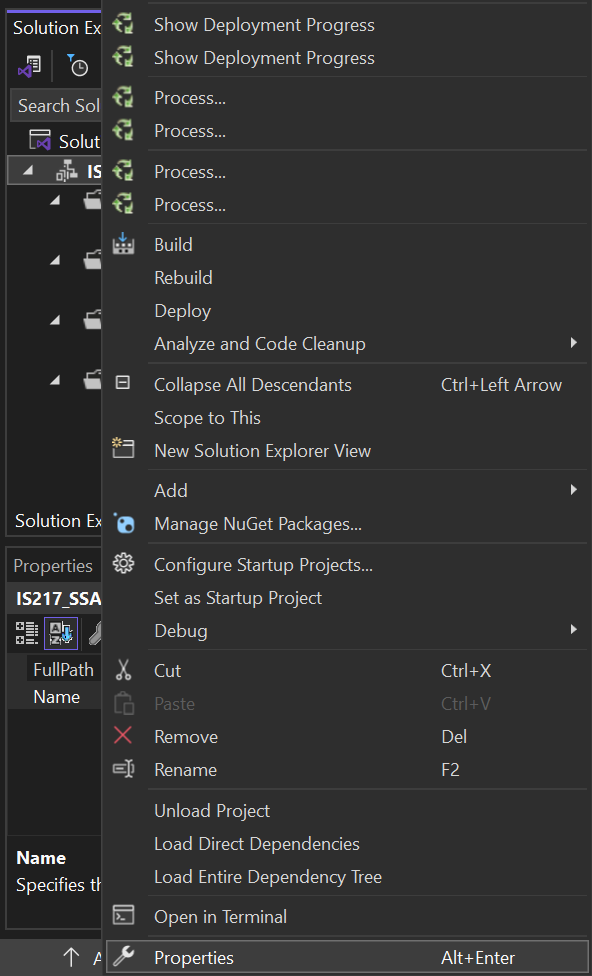 Solution Ex
Search Sol
Solut
IS
Solution Ex
Properties
IS217_SSA
FullPath
Name
Name
Specifies th
Show Deployment Progress
Show Deployment Progress
Process...
Process...
Process...
Process...
Build
Rebuild
Deploy
Analyze and Code Cleanup
Collapse All Descendants Ctrl+Left Arrow
Scope to This
New Solution Explorer View
Add
Manage NuGet Packages...
Configure Startup Projects...
Set as Startup Project
Debug
Cut Ctrl+X
Paste Ctrl+V
Remove Del
Rename F2
Unload Project
Load Direct Dependencies
Load Entire Dependency Tree
Open in Terminal
Properties Alt+Enter